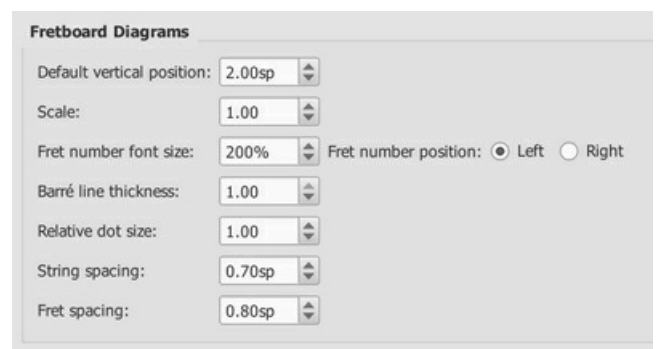 Fretboard Diagrams
Default vertical position: 2.00sp
Scale: 1.00
Fret number font size: 200% Fret number position: Left Right
Barré line thickness: 1.00
Relative dot size: 1.00
String spacing: 0.70sp
Fret spacing: 0.80sp